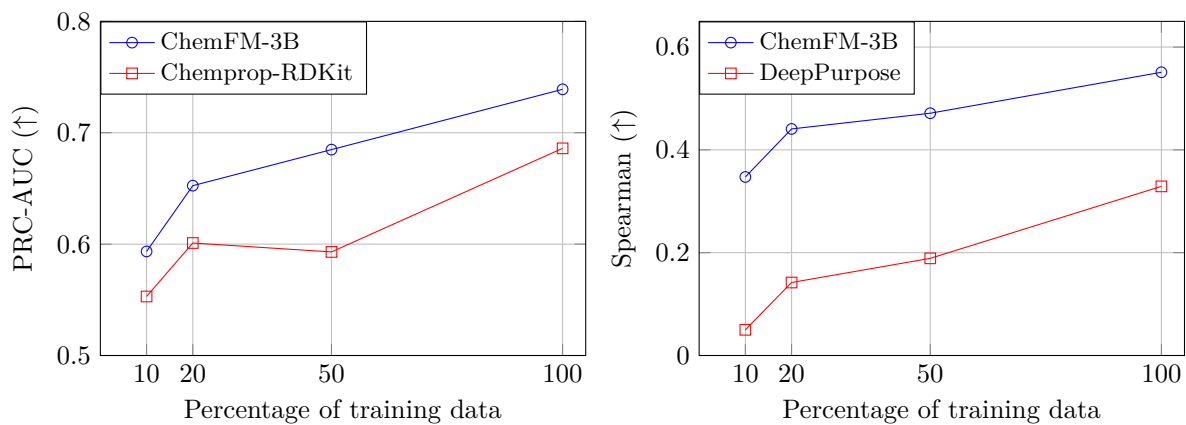 0.8
0.7
0.6
0.5
PRC-AUC (↑)
ChemFM-3B
Chemprop-RDKit
10 20 50 100
Percentage of training data
0.6
0.4
0.2
0
Spearman (↑)
ChemFM-3B
DeepPurpose
10 20 50 100
Percentage of training data